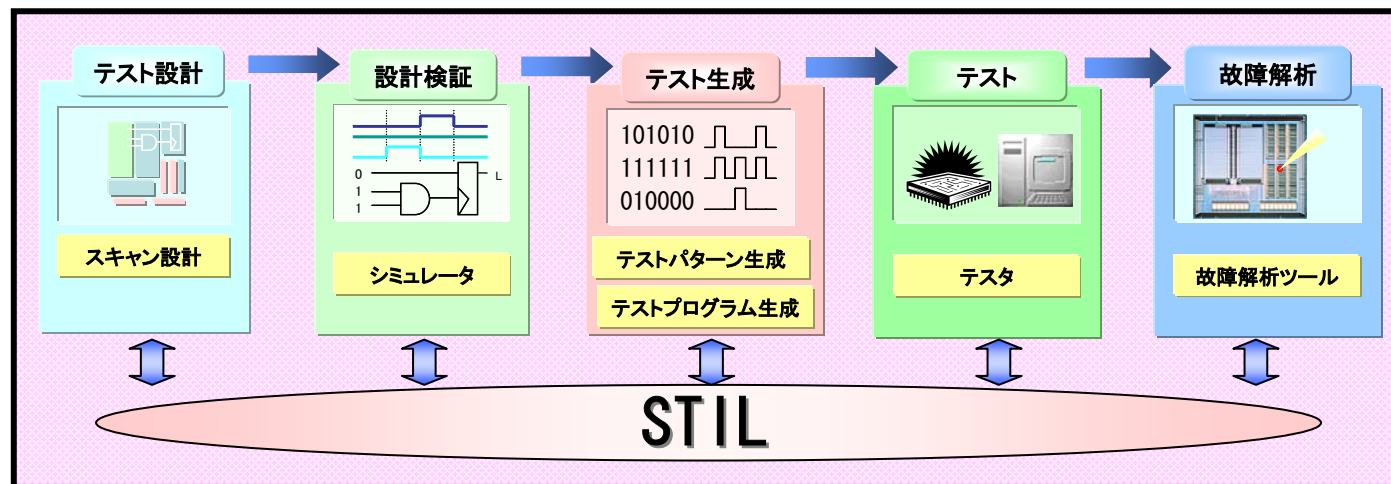 テスト設計
スキャン設計
設計検証
0
1
1
L
シミュレータ
テスト生成
101010
111111
010000
テストパターン生成
テストプログラム生成
テスト
テスタ
故障解析
故障解析ツール
STIL